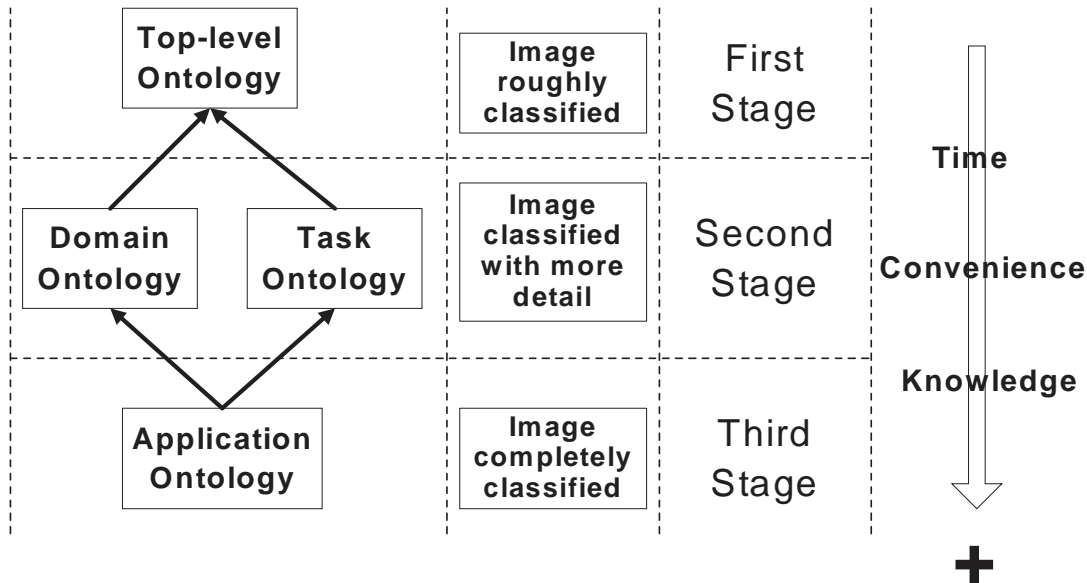 Top-level
Ontology
Image
roughly
classified
First
Stage
Time
Domain
Ontology
Task
Ontology
Image
classified
with more
detail
Second
Stage
Convenience
Knowledge
Application
Ontology
Image
completely
classified
Third
Stage
+